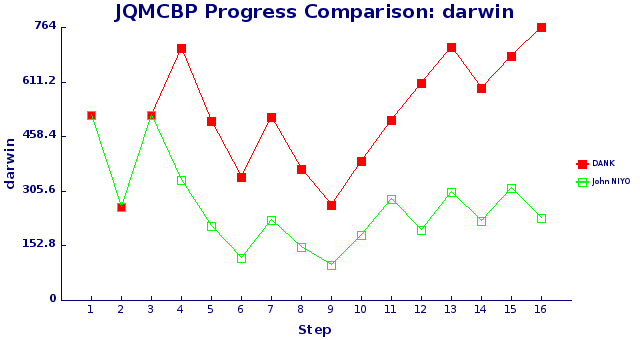 JQMCBP Progress Comparison: darwin
764
611.2
458.4
305.6
152.8
0
darwin
1 2 3 4 5 6 7 8 9 10 11 12 13 14 15 16
Step
DANK
John NIYO